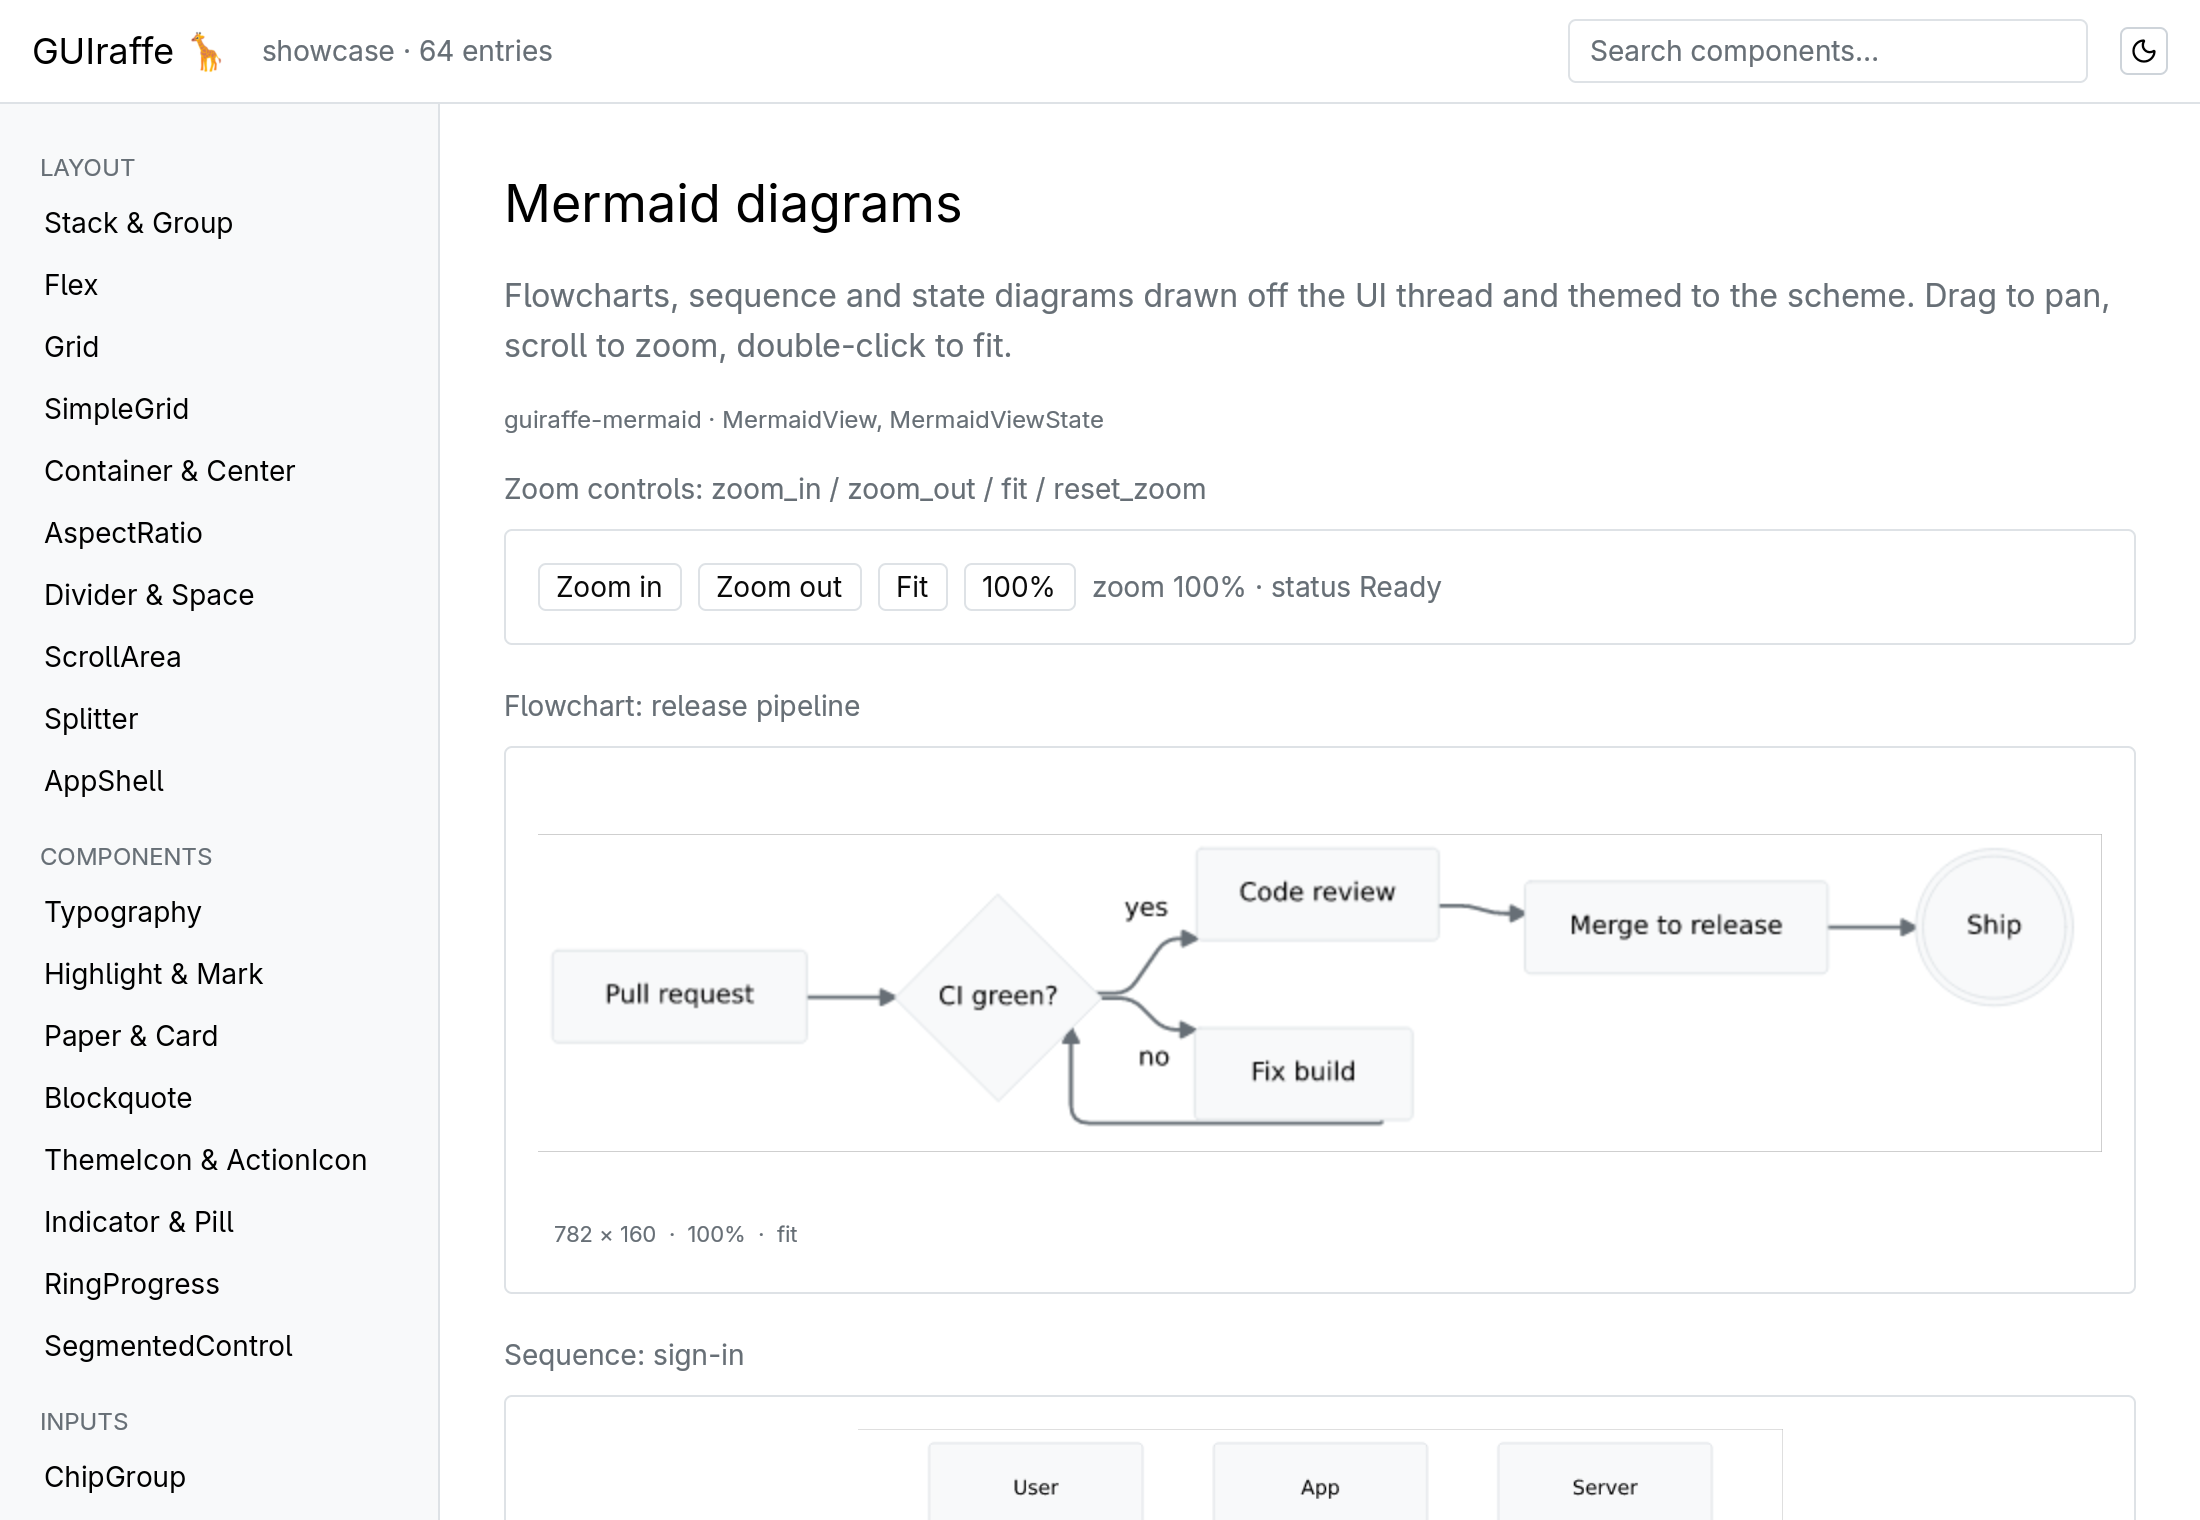 GUIraffe 🦒 showcase · 64 entries
Search components...
LAYOUT
Stack & Group
Flex
Grid
SimpleGrid
Container & Center
AspectRatio
Divider & Space
ScrollArea
Splitter
AppShell
COMPONENTS
Typography
Highlight & Mark
Paper & Card
Blockquote
ThemeIcon & ActionIcon
Indicator & Pill
RingProgress
SegmentedControl
INPUTS
ChipGroup
Mermaid diagrams
Flowcharts, sequence and state diagrams drawn off the UI thread and themed to the scheme. Drag to pan,
scroll to zoom, double-click to fit.
guiraffe-mermaid · MermaidView, MermaidViewState
Zoom controls: zoom_in / zoom_out / fit / reset_zoom
Zoom in Zoom out Fit 100% zoom 100% · status Ready
Flowchart: release pipeline
Pull request
CI green?
yes
no
Code review
Fix build
Merge to release
Ship
782 × 160 · 100% · fit
Sequence: sign-in
User App Server